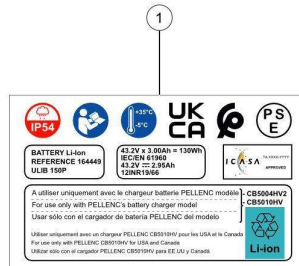 1
IP54
+35°C
-5°C
UK
CA
PS
E
BATTERY Li-Ion
REFERENCE 164449
ULIB 150P
43.2V x 3.00Ah = 130Wh
IEC/EN 61960
43.2V ⎓ 2.95Ah
12INR19/66
ICASA
APPROVED
A utiliser uniquement avec le chargeur batterie PELLENC modèle
For use only with PELLENC's battery charger model
Usar sólo con el cargador de batería PELLENC del modelo
- CB5004HV2
- CB5010HV
Utiliser uniquement avec un chargeur PELLENC CB5010HV pour les USA et le Canada
For use only with PELLENC CB5010HV for USA and Canada
Utilizar sólo con el cargador PELLENC CB5010HV para EE.UU y Canadá
Li-ion